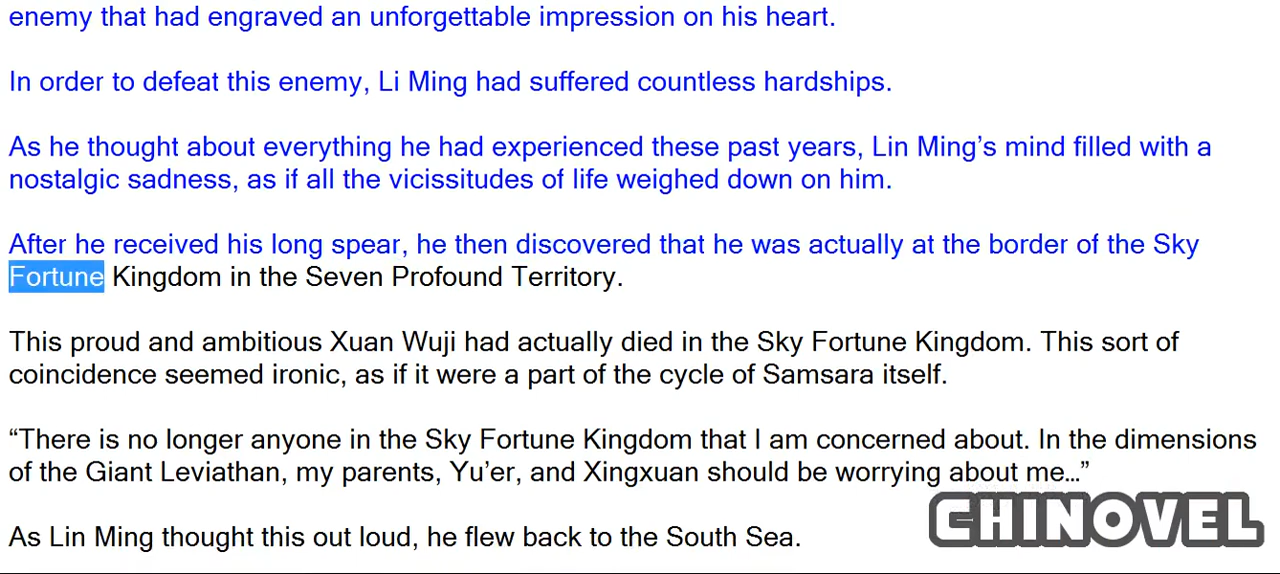 enemy that had engraved an unforgettable impression on his heart.
In order to defeat this enemy, Li Ming had suffered countless hardships.
As he thought about everything he had experienced these past years, Lin Ming’s mind filled with a
nostalgic sadness, as if all the vicissitudes of life weighed down on him.
After he received his long spear, he then discovered that he was actually at the border of the Sky
Fortune Kingdom in the Seven Profound Territory.
This proud and ambitious Xuan Wuji had actually died in the Sky Fortune Kingdom. This sort of
coincidence seemed ironic, as if it were a part of the cycle of Samsara itself.
“There is no longer anyone in the Sky Fortune Kingdom that I am concerned about. In the dimensions
of the Giant Leviathan, my parents, Yu’er, and Xingxuan should be worrying about me…”
As Lin Ming thought this out loud, he flew back to the South Sea.
CHINOVEL